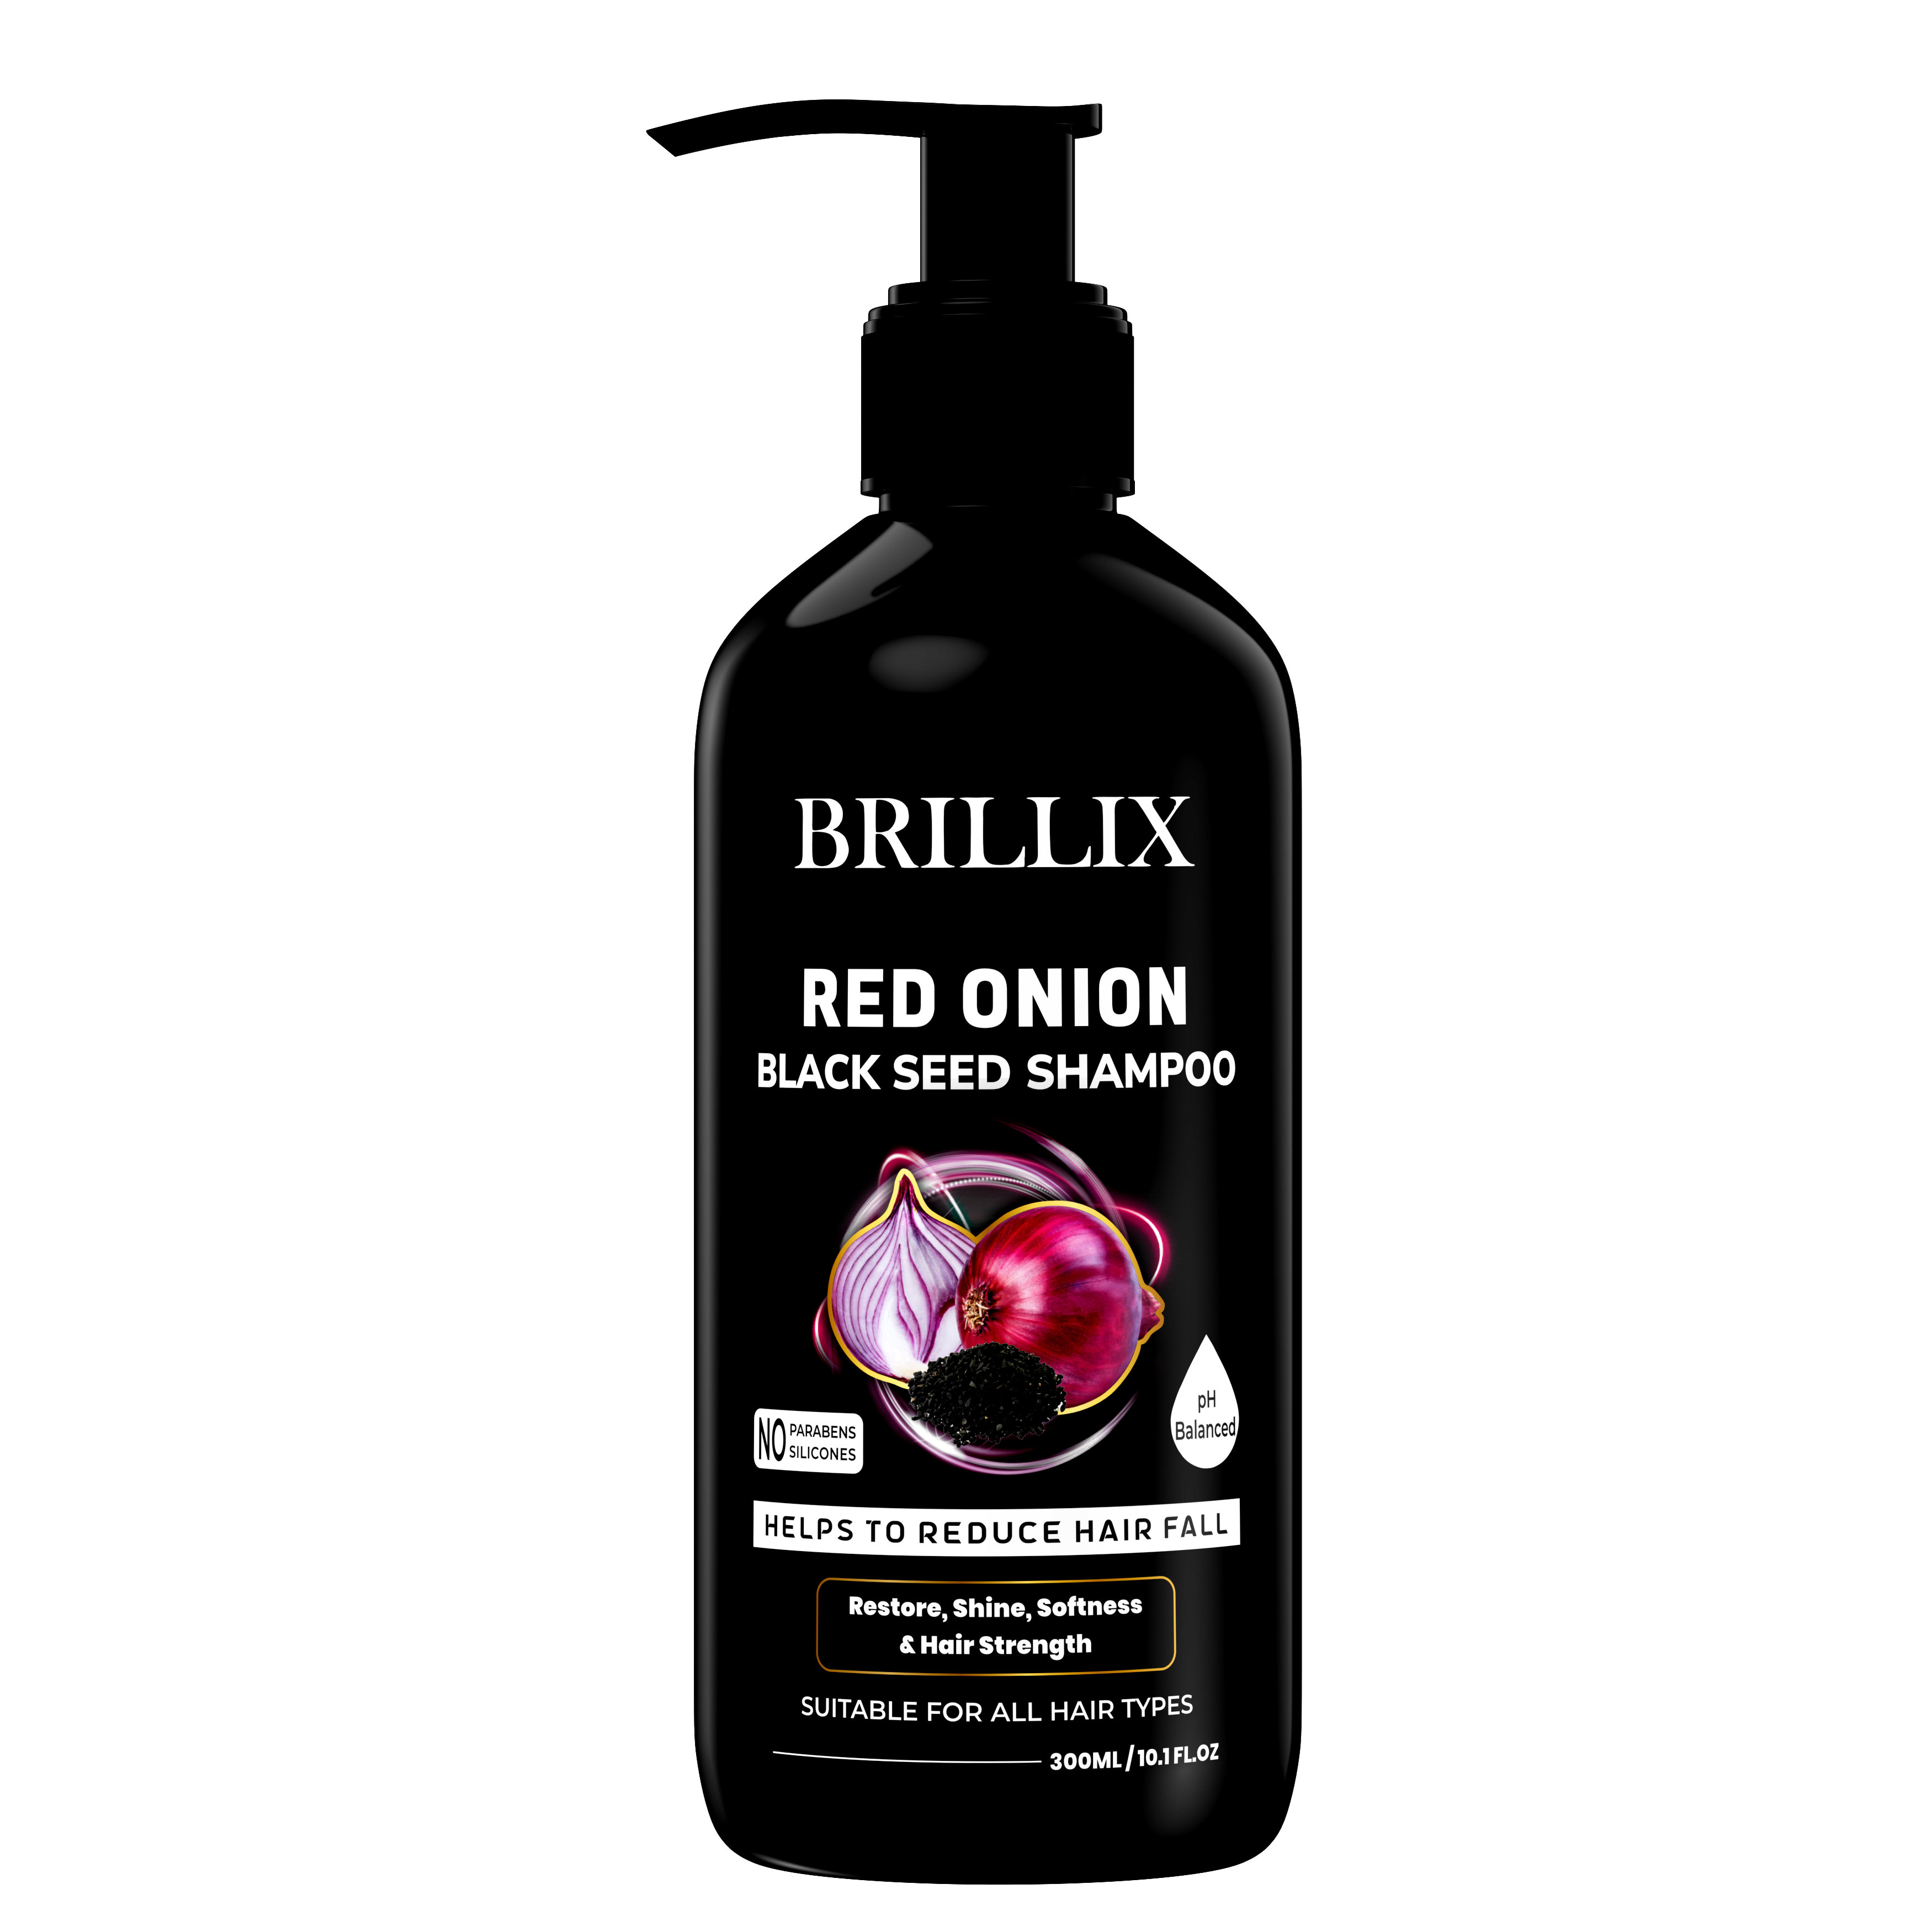 BRILLIX
RED ONION
BLACK SEED SHAMPOO
NO PARABENS
SILICONES
pH
Balanced
HELPS TO REDUCE HAIR FALL
Restore, Shine, Softness
& Hair Strength
SUITABLE FOR ALL HAIR TYPES
300ML / 10.1 FL.OZ